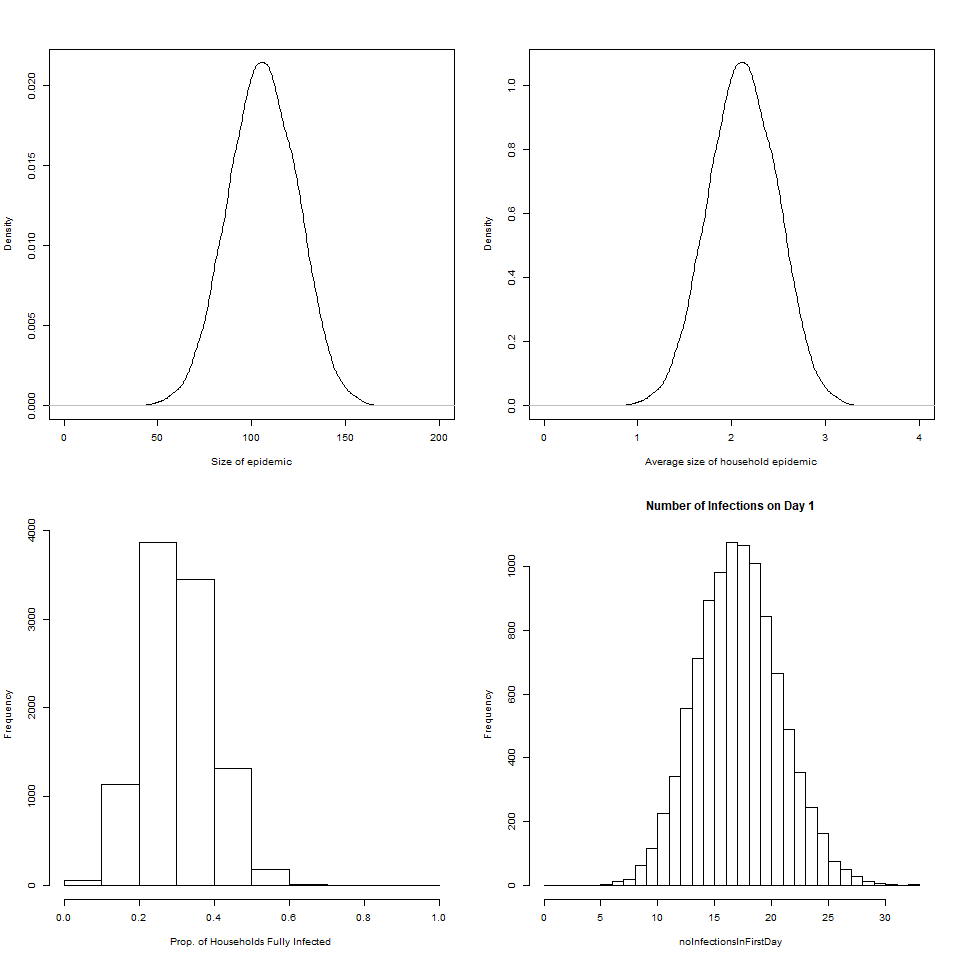 Density
0.000 0.005 0.010 0.015 0.020
0 50 100 150 200
Size of epidemic
Density
0.0 0.2 0.4 0.6 0.8 1.0
0 1 2 3 4
Average size of household epidemic
Frequency
0 1000 2000 3000 4000
0.0 0.2 0.4 0.6 0.8 1.0
Prop. of Households Fully Infected
Number of Infections on Day 1
Frequency
0 200 400 600 800 1000
0 5 10 15 20 25 30
noInfectionsInFirstDay